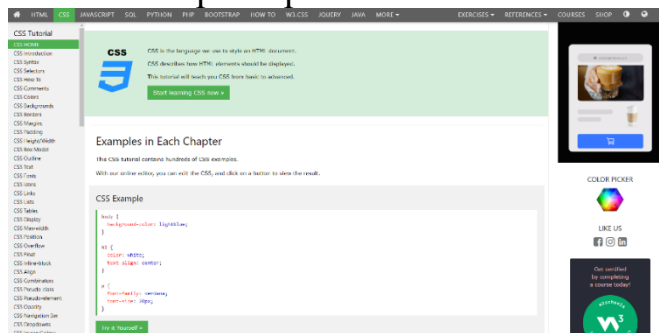 HTML CSS JAVASCRIPT SQL PYTHON PHP BOOTSTRAP HOW TO W3.CSS JQUERY JAVA MORE EXERCISES REFERENCES COURSES SHOP
CSS Tutorial
CSS HOME
CSS Introduction
CSS Syntax
CSS Selectors
CSS How To
CSS Comments
CSS Colors
CSS Backgrounds
CSS Borders
CSS Margins
CSS Padding
CSS Height/Width
CSS Box Model
CSS Outline
CSS Text
CSS Fonts
CSS Icons
CSS Links
CSS Lists
CSS Tables
CSS Display
CSS Max-width
CSS Position
CSS Overflow
CSS Float
CSS Inline-block
CSS Align
CSS Combinators
CSS Pseudo-class
CSS Pseudo-element
CSS Opacity
CSS Navigation Bar
CSS Dropdowns
CSS
CSS is the language we use to style an HTML document.
CSS describes how HTML elements should be displayed.
This tutorial will teach you CSS from basic to advanced.
Start learning CSS now »
Examples in Each Chapter
This CSS tutorial contains hundreds of CSS examples.
With our online editor, you can edit the CSS, and click on a button to view the result.
CSS Example
body {
background-color: lightblue;
}
h1 {
color: white;
text-align: center;
}
p {
font-family: verdana;
font-size: 20px;
}
Try it Yourself »
COLOR PICKER
LIKE US
Get certified
by completing
a course today!